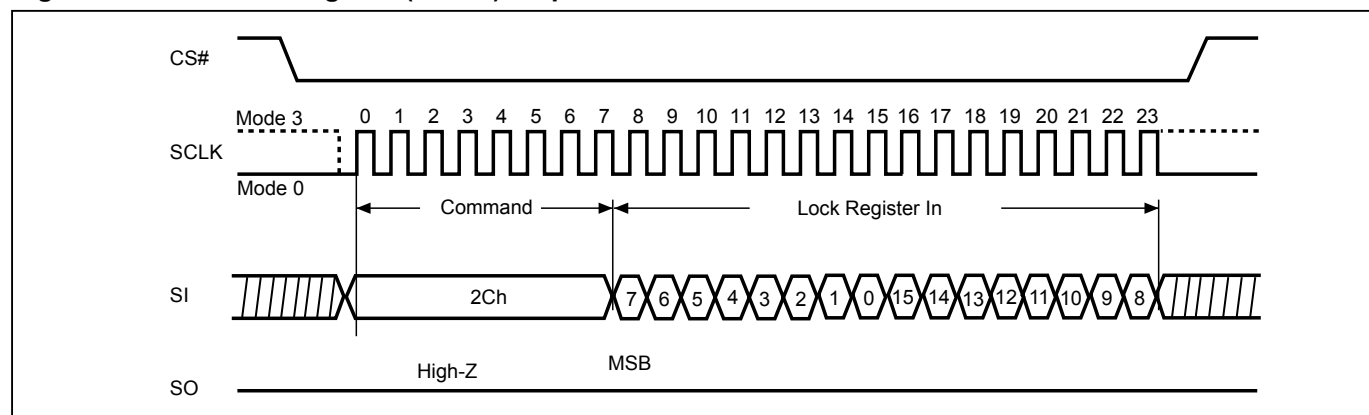 CS#
Mode 3
0 1 2 3 4 5 6 7 8 9 10 11 12 13 14 15 16 17 18 19 20 21 22 23
SCLK
Mode 0
Command
Lock Register In
SI
2Ch
7 6 5 4 3 2 1 0 15 14 13 12 11 10 9 8
High-Z
MSB
SO